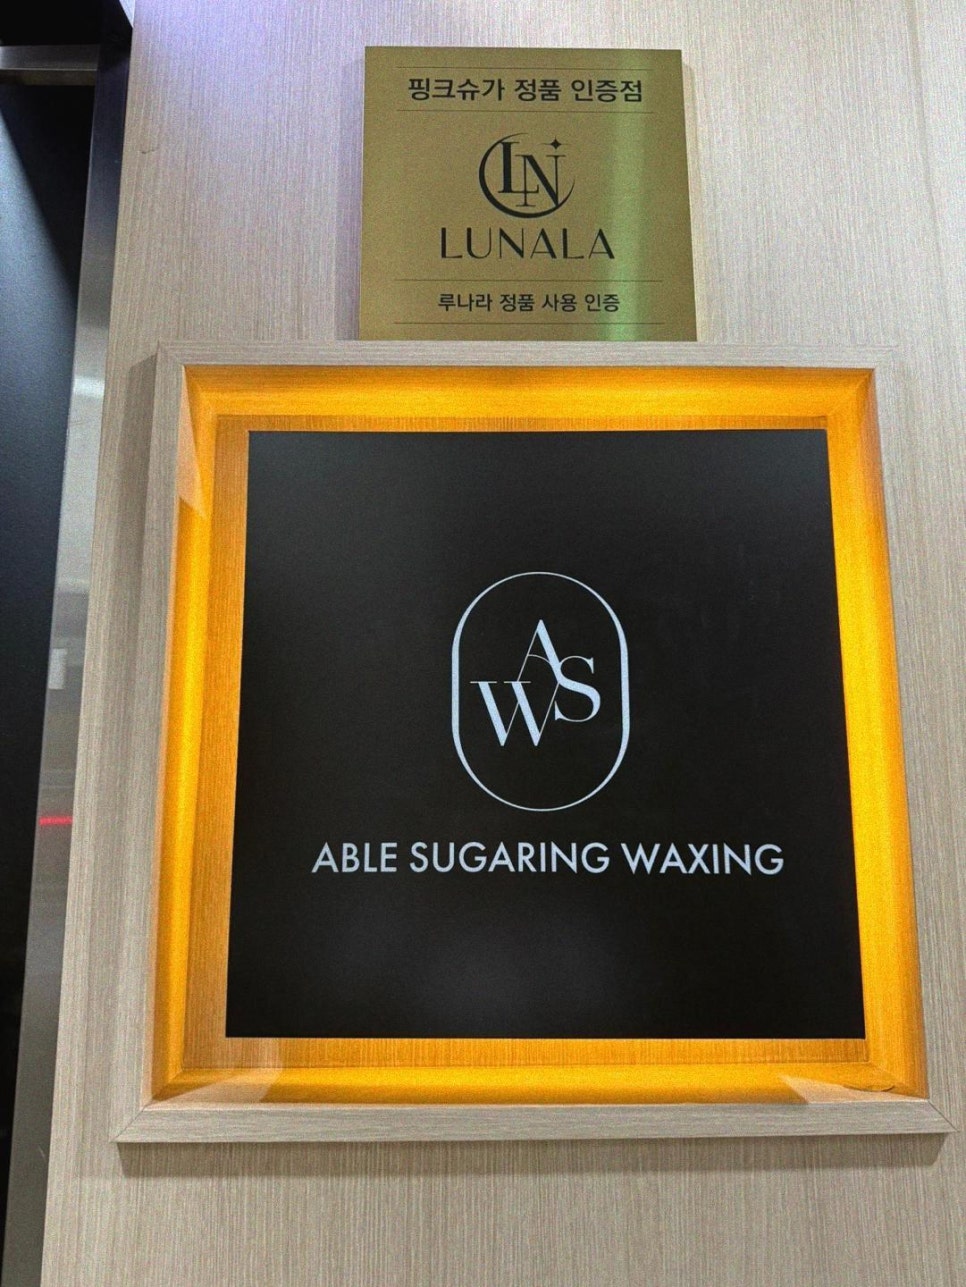 핑크슈가 정품 인증점
LN
LUNALA
루나라 정품 사용 인증
A
WS
ABLE SUGARING WAXING